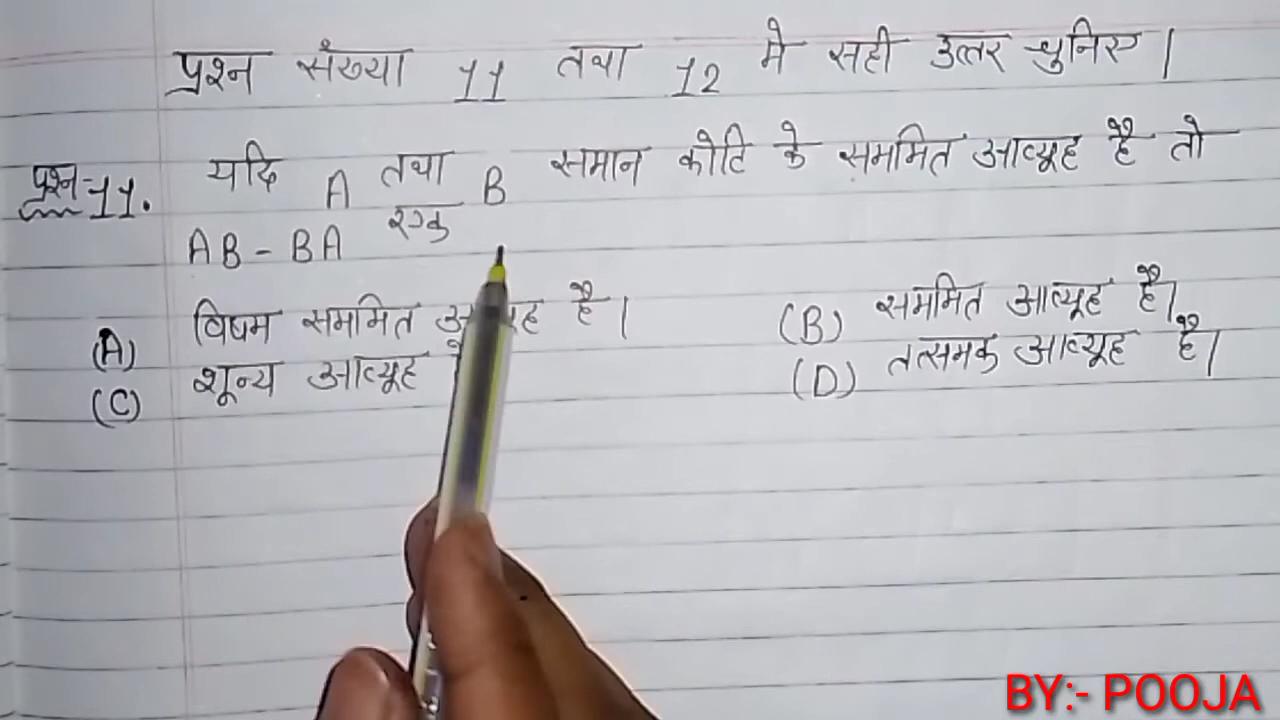 प्रश्न संख्या 11 तथा 12 मे सही उत्तर चुनिए।
प्रश्न-11. यदि A तथा B समान कोटि के सममित आव्यूह है तो
AB - BA एक
(A) विषम सममित है। (B) सममित आव्यूह है।
(C) शून्य आव्यूह (D) तत्समक आव्यूह है।
BY:- POOJA